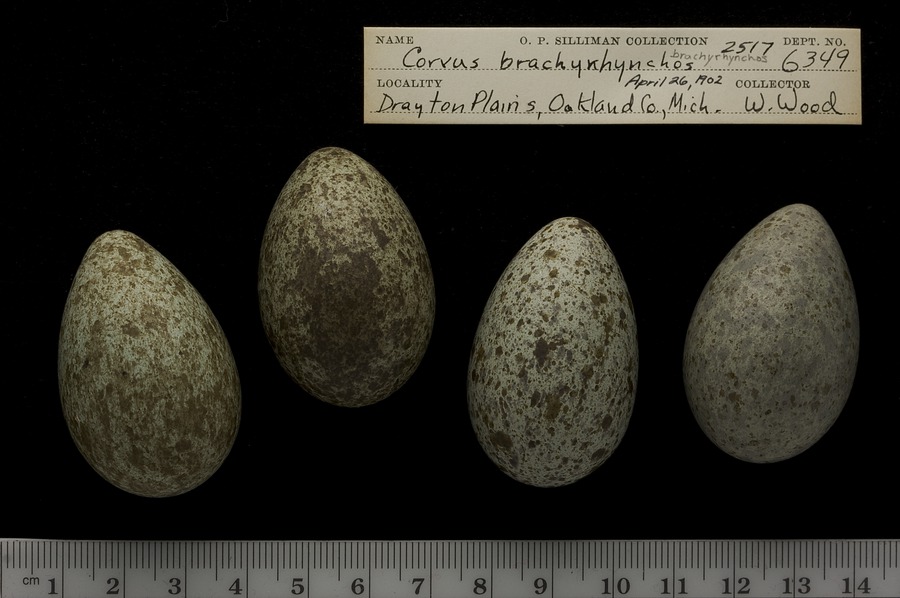 NAME O. P. SILLIMAN COLLECTION 2517 DEPT. NO.
Corvus brachyrhynchos brachyrhynchos 6349
LOCALITY April 26, 1902 COLLECTOR
Drayton Plains, Oakland Co., Mich. W. Wood
cm 1 2 3 4 5 6 7 8 9 10 11 12 13 14